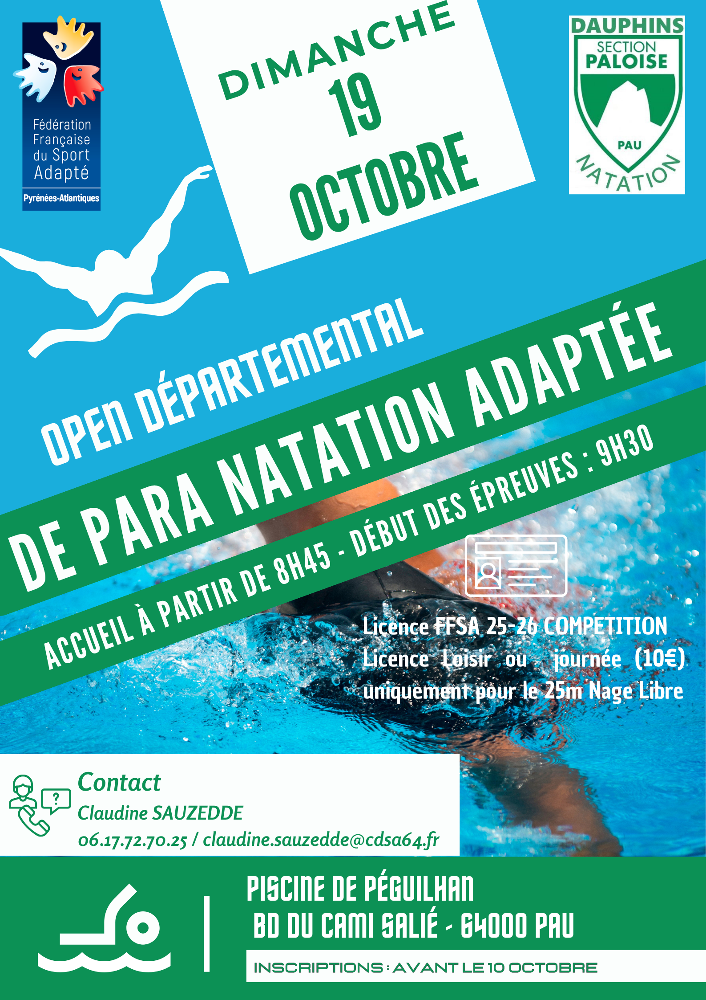 Fédération
Française
du Sport
Adapté
Pyrénées-Atlantiques
DIMANCHE
19
OCTOBRE
DAUPHINS
SECTION
PALOISE
PAU
NATATION
OPEN DÉPARTEMENTAL
DE PARA NATATION ADAPTÉE
ACCUEIL À PARTIR DE 8H45 - DÉBUT DES ÉPREUVES : 9H30
Licence FFSA 25-26 COMPETITION
Licence Loisir ou journée (10€)
uniquement pour le 25m Nage Libre
Contact
?
Claudine SAUZEDDE
06.17.72.70.25 / claudine.sauzedde@cdsa64.fr
PISCINE DE PÉGUILHAN
BD DU CAMI SALIÉ - 64000 PAU
INSCRIPTIONS : AVANT LE 10 OCTOBRE